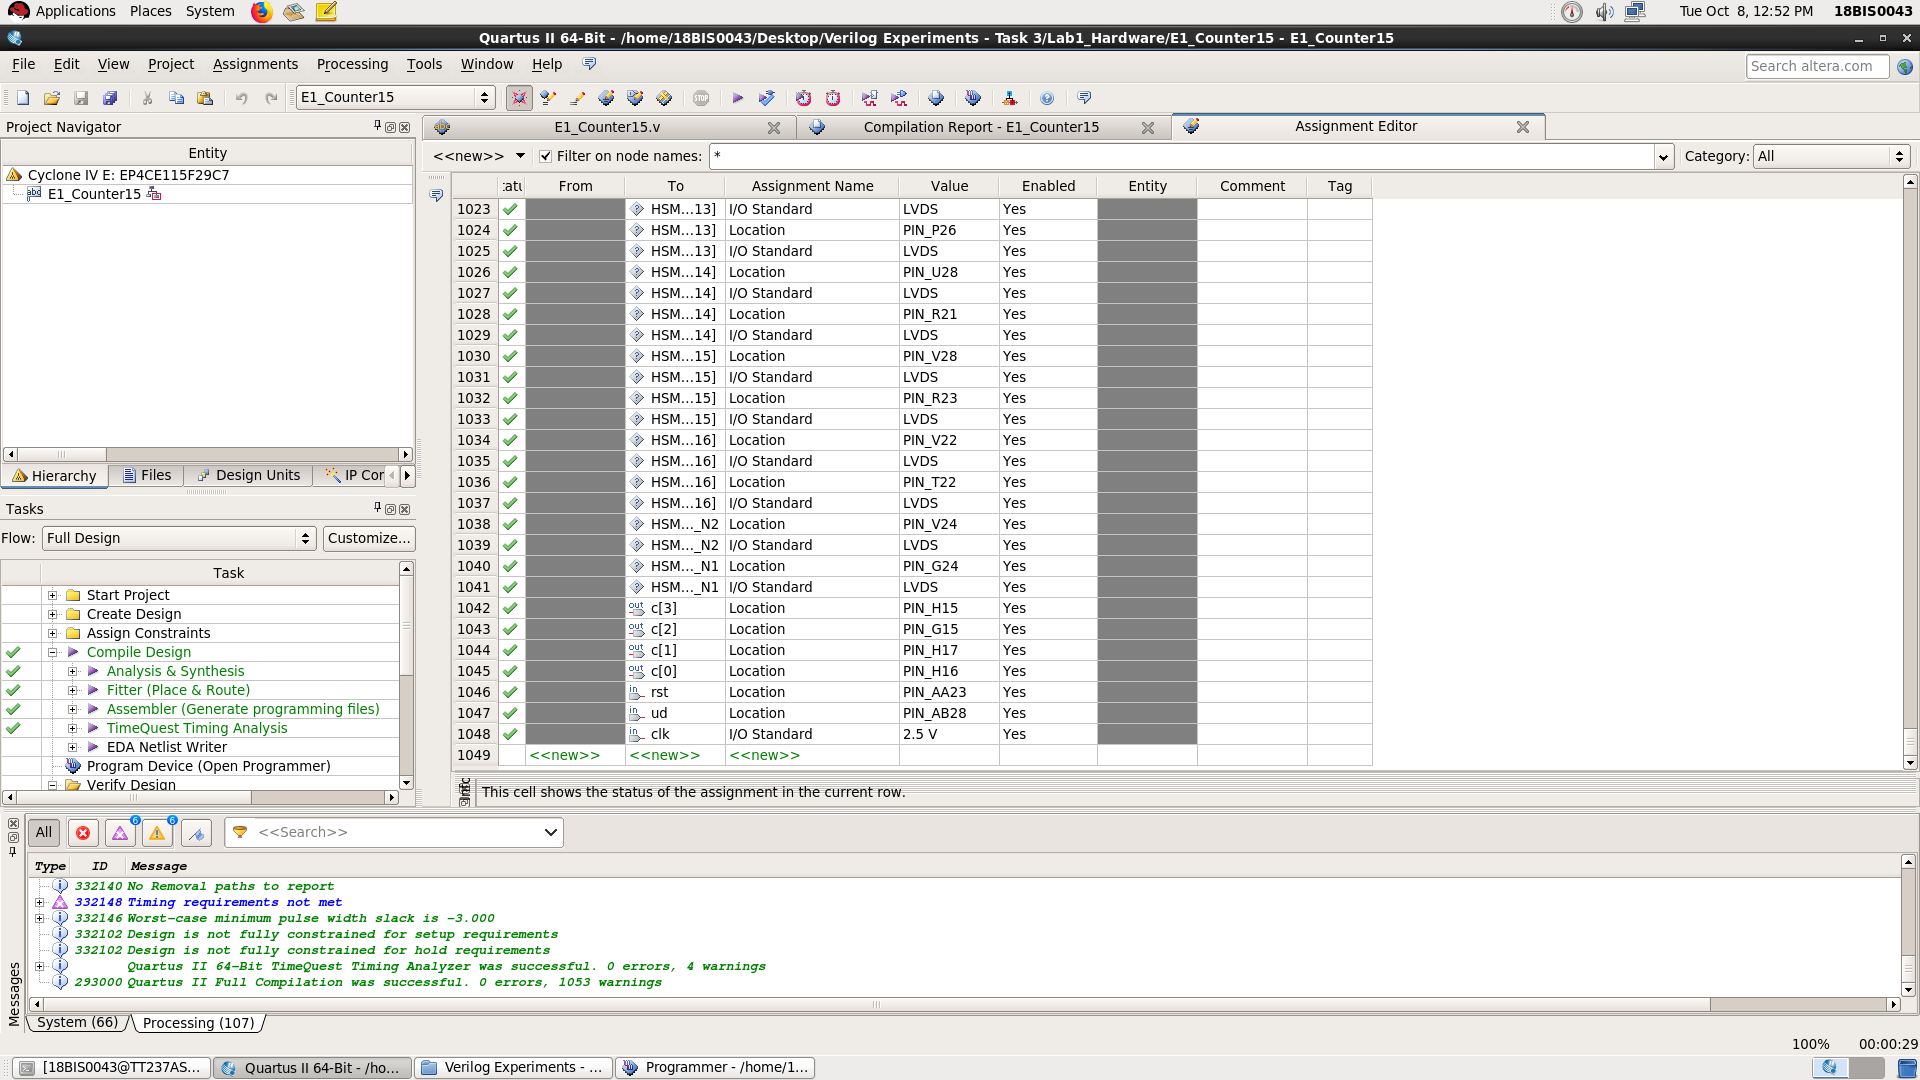 Applications Places System Tue Oct 8, 12:52 PM 18BIS0043
Quartus II 64-Bit - /home/18BIS0043/Desktop/Verilog Experiments - Task 3/Lab1_Hardware/E1_Counter15 - E1_Counter15
File Edit View Project Assignments Processing Tools Window Help Search altera.com
E1_Counter15
Project Navigator
Entity
Cyclone IV E: EP4CE115F29C7
E1_Counter15
Hierarchy Files Design Units IP Cor
Tasks
Flow: Full Design Customize...
Task
Start Project
Create Design
Assign Constraints
Compile Design
Analysis & Synthesis
Fitter (Place & Route)
Assembler (Generate programming files)
TimeQuest Timing Analysis
EDA Netlist Writer
Program Device (Open Programmer)
Verify Design
E1_Counter15.v Compilation Report - E1_Counter15 Assignment Editor
<<new>> Filter on node names: * Category: All
From To Assignment Name Value Enabled Entity Comment Tag
1023 HSM...13] I/O Standard LVDS Yes
1024 HSM...13] Location PIN_P26 Yes
1025 HSM...13] I/O Standard LVDS Yes
1026 HSM...14] Location PIN_U28 Yes
1027 HSM...14] I/O Standard LVDS Yes
1028 HSM...14] Location PIN_R21 Yes
1029 HSM...14] I/O Standard LVDS Yes
1030 HSM...15] Location PIN_V28 Yes
1031 HSM...15] I/O Standard LVDS Yes
1032 HSM...15] Location PIN_R23 Yes
1033 HSM...15] I/O Standard LVDS Yes
1034 HSM...16] Location PIN_V22 Yes
1035 HSM...16] I/O Standard LVDS Yes
1036 HSM...16] Location PIN_T22 Yes
1037 HSM...16] I/O Standard LVDS Yes
1038 HSM..._N2 Location PIN_V24 Yes
1039 HSM..._N2 I/O Standard LVDS Yes
1040 HSM..._N1 Location PIN_G24 Yes
1041 HSM..._N1 I/O Standard LVDS Yes
1042 out c[3] Location PIN_H15 Yes
1043 out c[2] Location PIN_G15 Yes
1044 out c[1] Location PIN_H17 Yes
1045 out c[0] Location PIN_H16 Yes
1046 in rst Location PIN_AA23 Yes
1047 in ud Location PIN_AB28 Yes
1048 in clk I/O Standard 2.5 V Yes
1049 <<new>> <<new>> <<new>>
This cell shows the status of the assignment in the current row.
All 6 6 <<Search>>
Type ID Message
332140 No Removal paths to report
332148 Timing requirements not met
332146 Worst-case minimum pulse width slack is -3.000
332102 Design is not fully constrained for setup requirements
332102 Design is not fully constrained for hold requirements
Quartus II 64-Bit TimeQuest Timing Analyzer was successful. 0 errors, 4 warnings
293000 Quartus II Full Compilation was successful. 0 errors, 1053 warnings
Messages
System (66) Processing (107)
100% 00:00:29
[18BIS0043@TT237AS... Quartus II 64-Bit - /ho... Verilog Experiments - ... Programmer - /home/1...